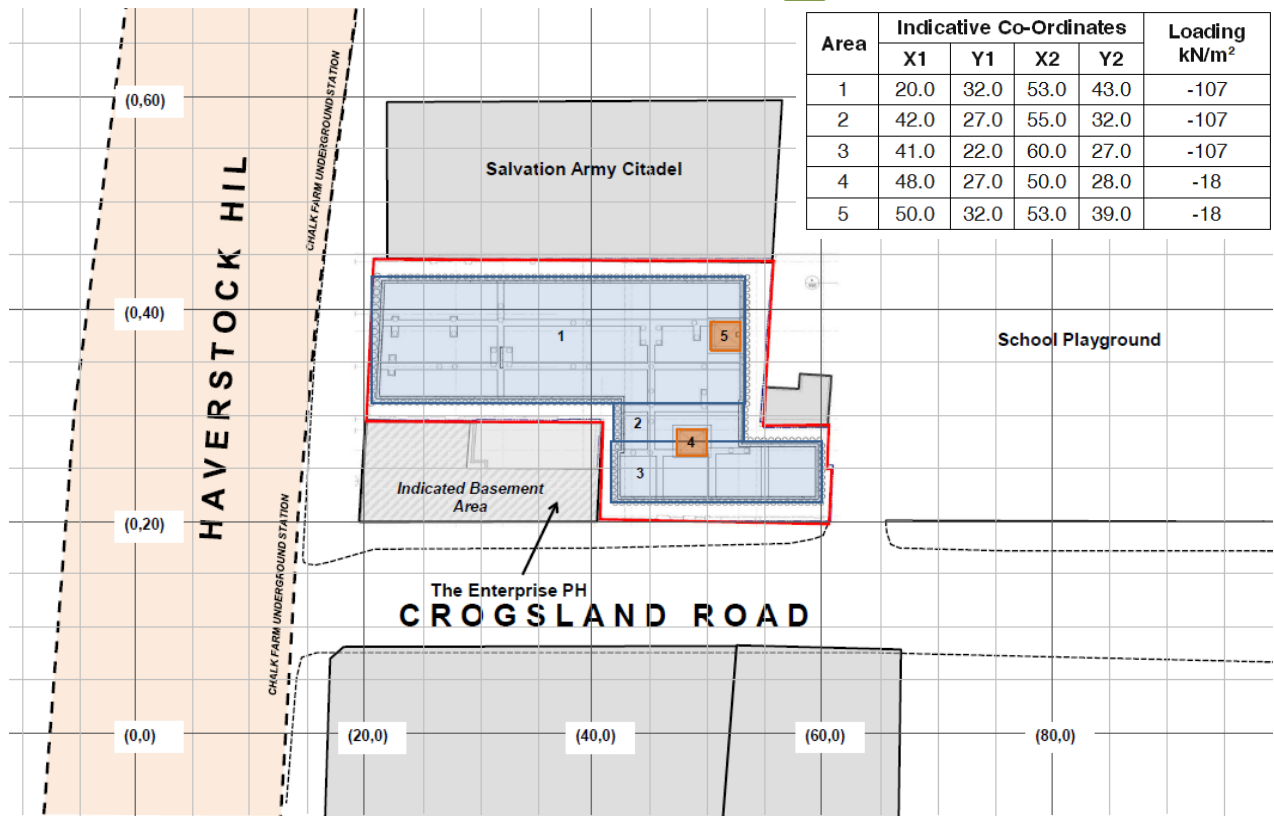 Area Indicative Co-Ordinates Loading kN/m²
X1 Y1 X2 Y2
1 20.0 32.0 53.0 43.0 -107
2 42.0 27.0 55.0 32.0 -107
3 41.0 22.0 60.0 27.0 -107
4 48.0 27.0 50.0 28.0 -18
5 50.0 32.0 53.0 39.0 -18
(0,60)
CHALK FARM UNDERGROUND STATION
Salvation Army Citadel
HAVERSTOCK HIL
(0,40)
1
5
School Playground
2
4
3
Indicated Basement
Area
(0,20)
CHALK FARM UNDERGROUND STATION
The Enterprise PH
CROGSLAND ROAD
(0,0)
(20,0)
(40,0)
(60,0)
(80,0)